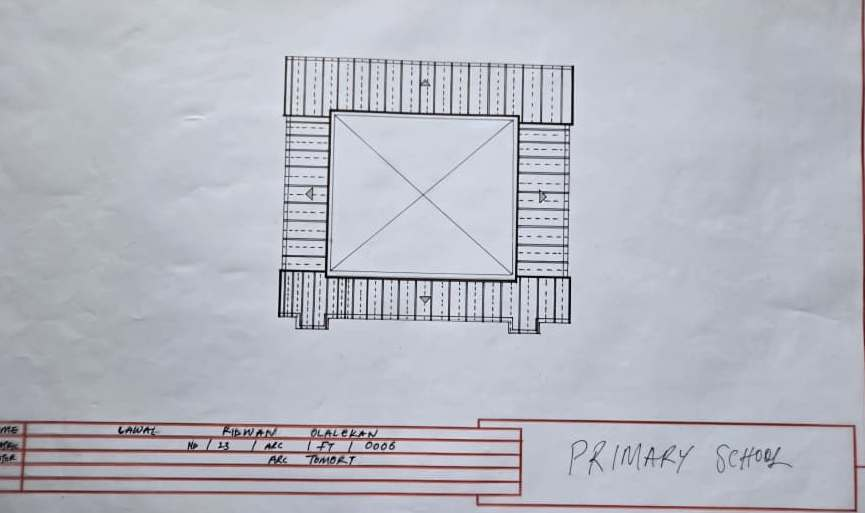 LAWAL RIDWAN OLALEKAN
ND / 23 / ARC / FT / 0006
ARC TOMORI
PRIMARY SCHOOL